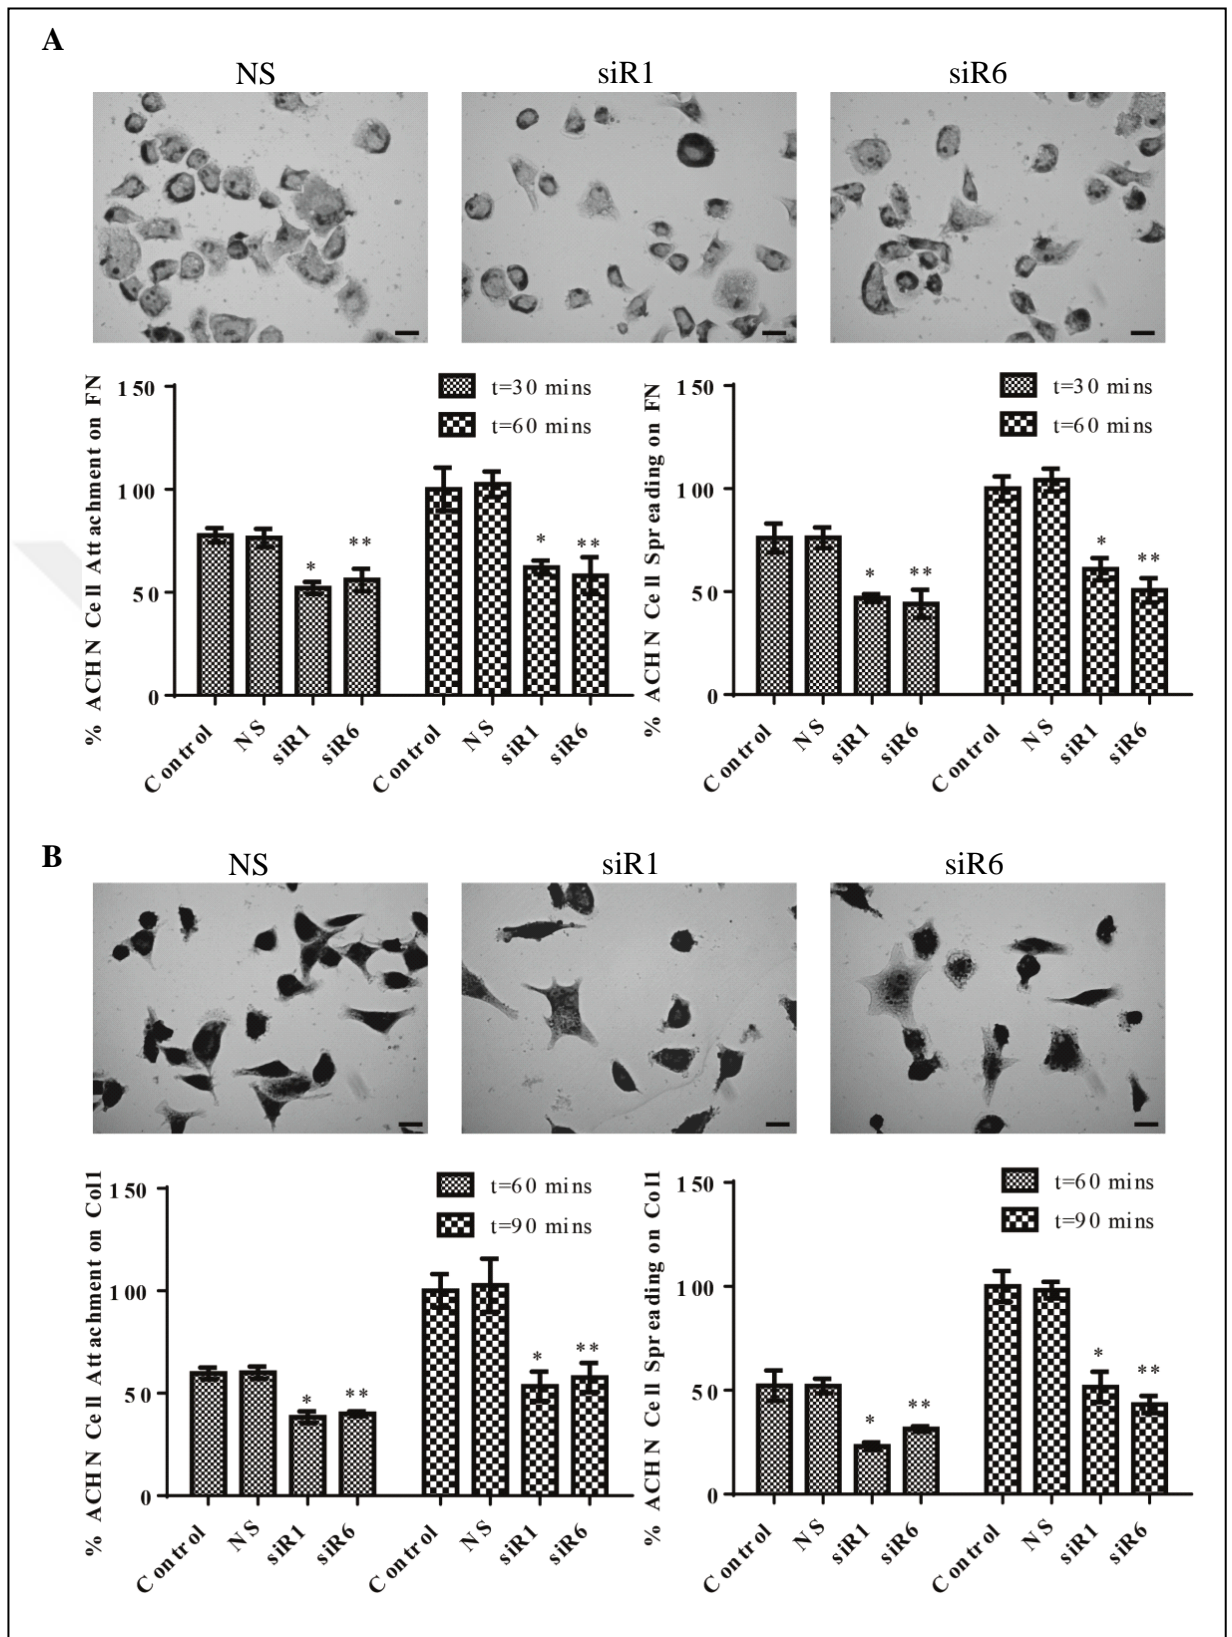 A
NS siR1 siR6
% ACHN Cell Attachment on FN
150
100
50
0
t=30 mins
t=60 mins
* ** * **
Control NS siR1 siR6 Control NS siR1 siR6
% ACHN Cell Spreading on FN
150
100
50
0
t=30 mins
t=60 mins
* ** * **
Control NS siR1 siR6 Control NS siR1 siR6
B
NS siR1 siR6
% ACHN Cell Attachment on Col1
150
100
50
0
t=60 mins
t=90 mins
* ** * **
Control NS siR1 siR6 Control NS siR1 siR6
% ACHN Cell Spreading on Col1
150
100
50
0
t=60 mins
t=90 mins
* ** * **
Control NS siR1 siR6 Control NS siR1 siR6